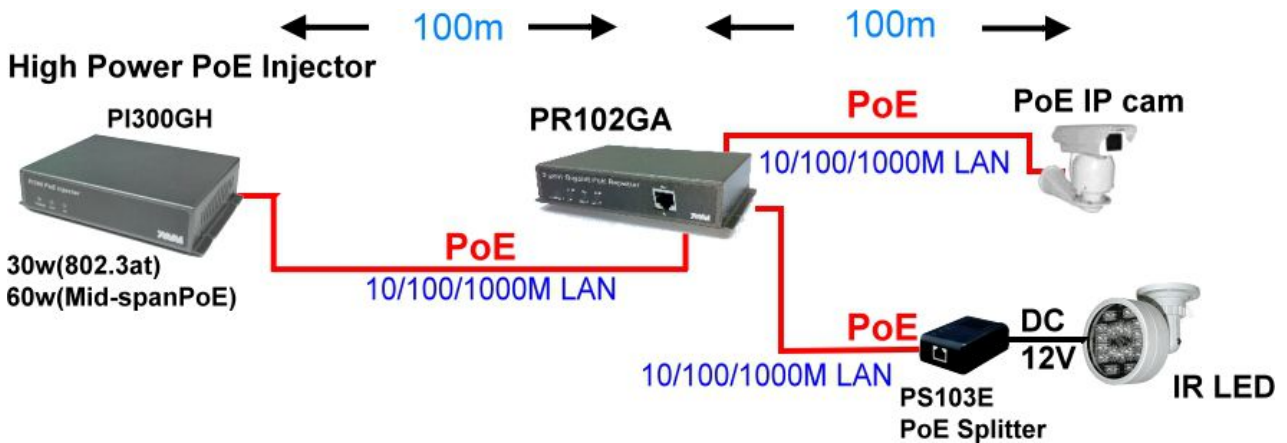 100m
100m
High Power PoE Injector
PI300GH
PR102GA
PoE
PoE IP cam
10/100/1000M LAN
PoE
10/100/1000M LAN
30w(802.3at)
60w(Mid-spanPoE)
PoE
10/100/1000M LAN
DC
12V
PS103E
PoE Splitter
IR LED